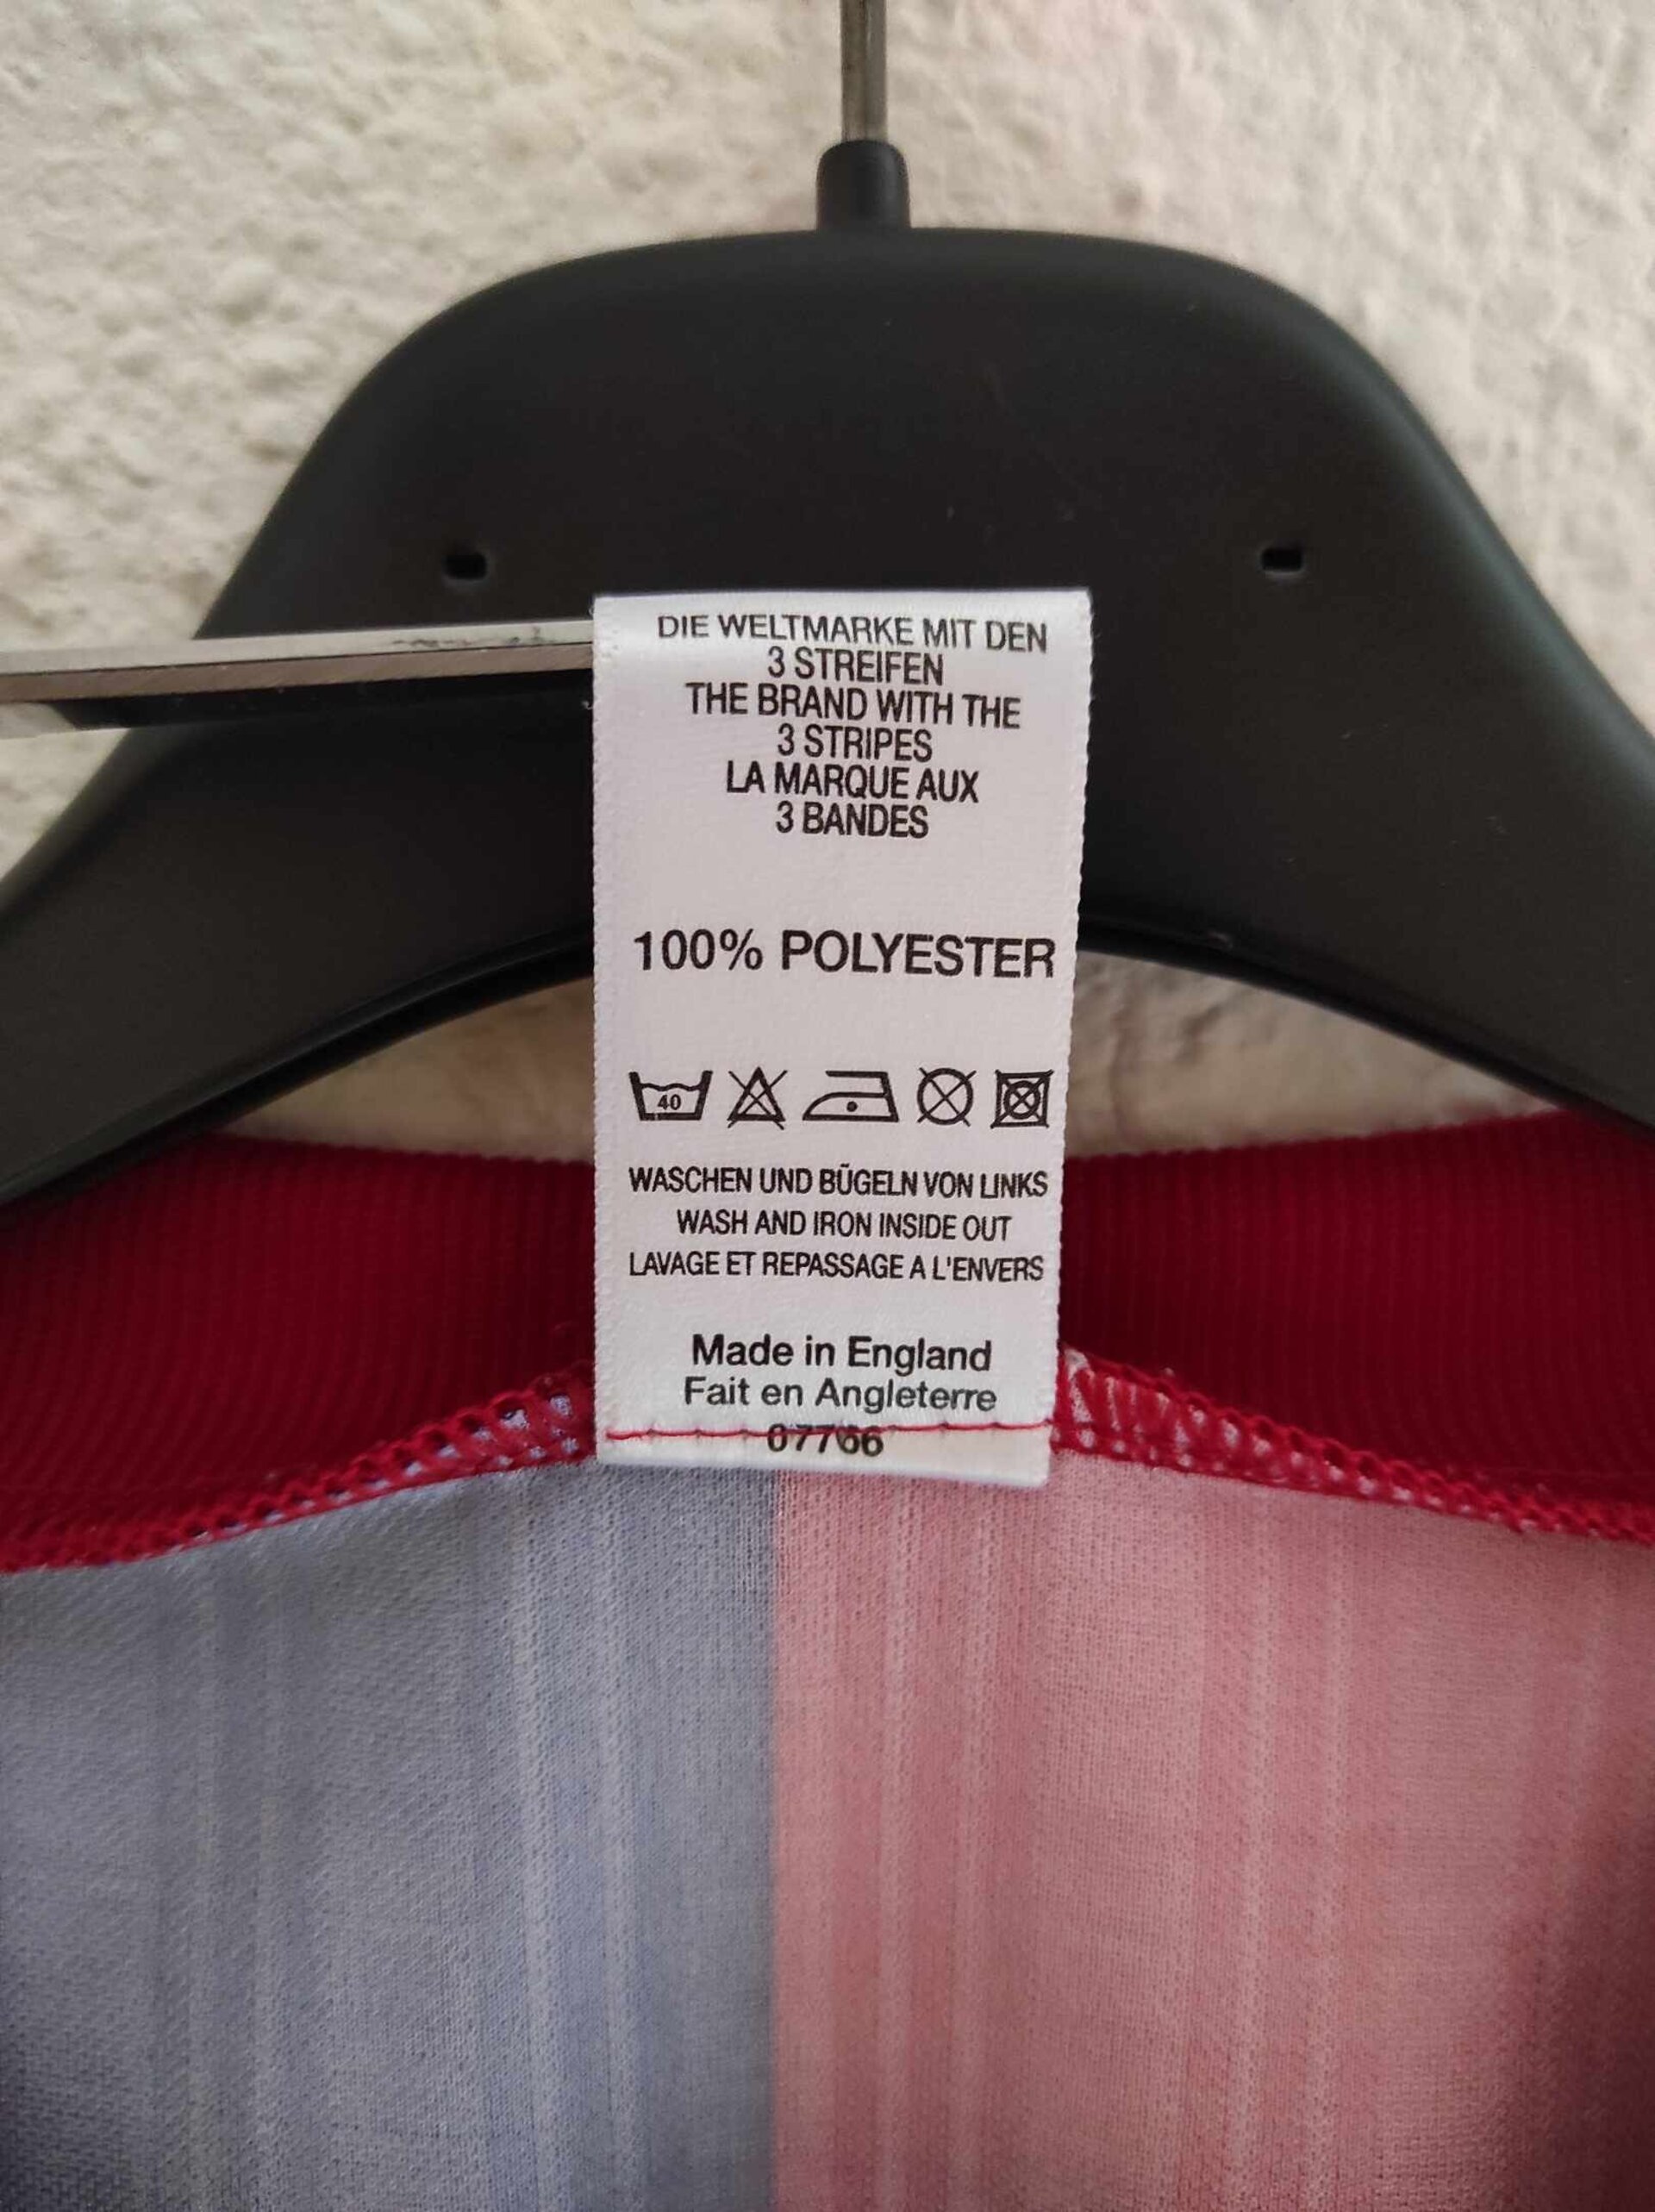 DIE WELTMARKE MIT DEN
3 STREIFEN
THE BRAND WITH THE
3 STRIPES
LA MARQUE AUX
3 BANDES
100% POLYESTER
40
WASCHEN UND BÜGELN VON LINKS
WASH AND IRON INSIDE OUT
LAVAGE ET REPASSAGE A L'ENVERS
Made in England
Fait en Angleterre
07766